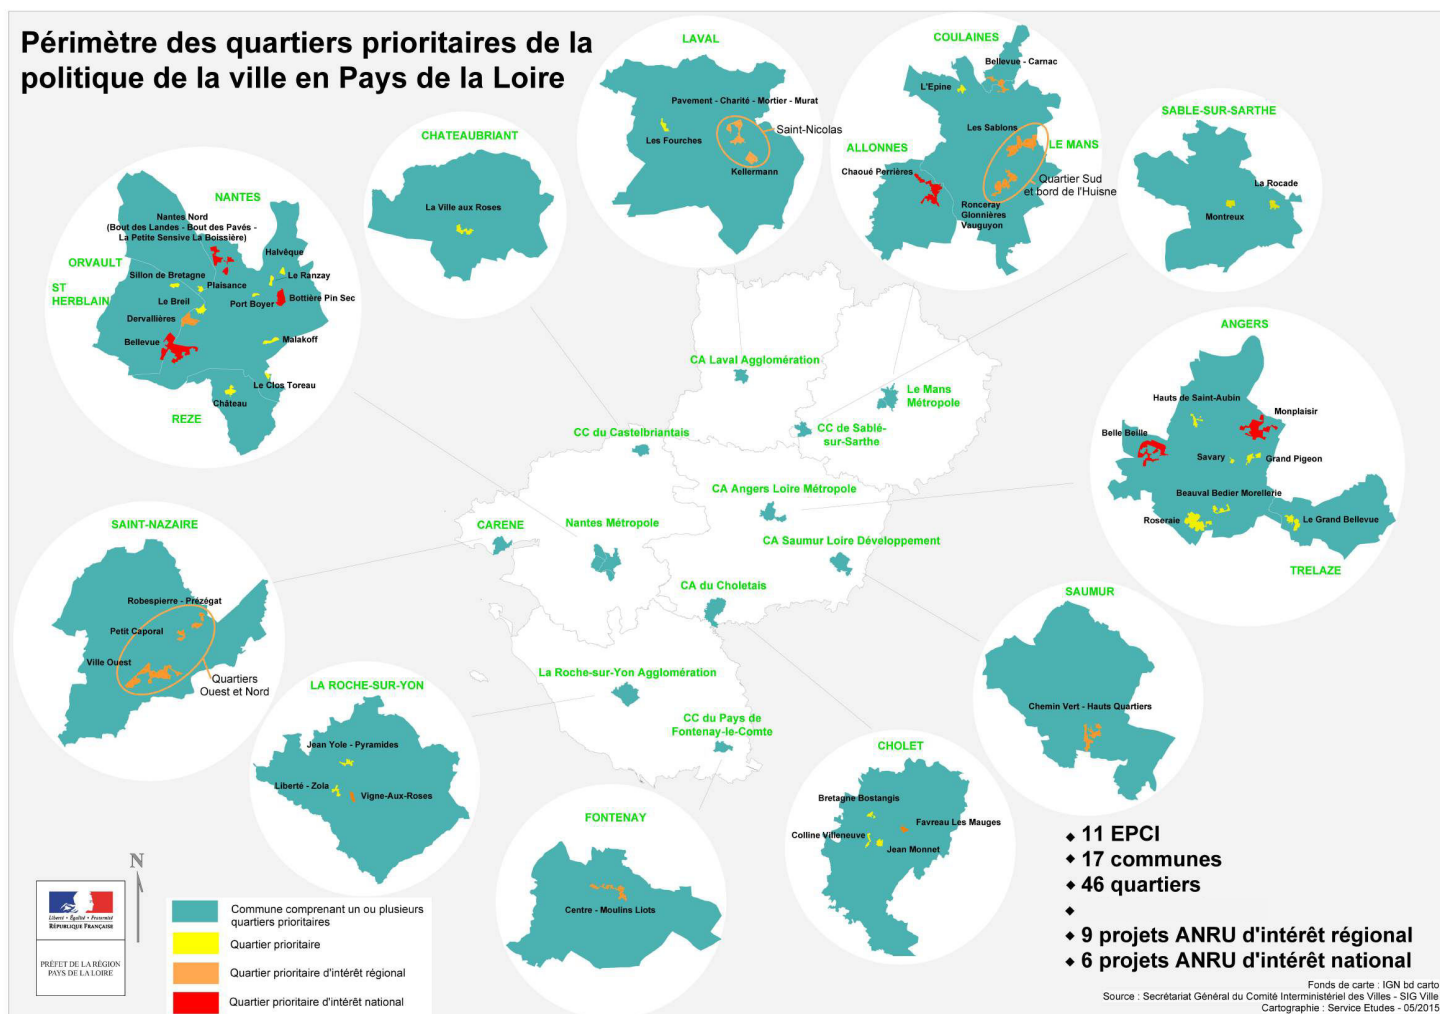 Périmètre des quartiers prioritaires de la
politique de la ville en Pays de la Loire
LAVAL
Pavement - Charité - Mortier - Murat
Les Fourches
Saint-Nicolas
Kellermann
COULAINES
Bellevue - Carnac
L'Epine
Les Sablons
LE MANS
ALLONNES
Chaoué Perrières
Quartier Sud
et bord de l'Huisne
Ronceray
Glonnières
Vauguyon
SABLE-SUR-SARTHE
La Rocade
Montreux
CHATEAUBRIANT
La Ville aux Roses
NANTES
Nantes Nord
(Bout des Landes - Bout des Pavés -
La Petite Sensive La Boissière)
Halvêque
ORVAULT
Sillon de Bretagne
Le Ranzay
ST
HERBLAIN
Plaisance
Le Breil
Port Boyer
Bottière Pin Sec
Dervallières
Bellevue
Malakoff
Le Clos Toreau
Château
REZE
CA Laval Agglomération
Le Mans
Métropole
CC de Sablé-
sur-Sarthe
CC du Castelbriantais
CA Angers Loire Métropole
CARENE
Nantes Métropole
CA Saumur Loire Développement
CA du Choletais
La Roche-sur-Yon Agglomération
CC du Pays de
Fontenay-le-Comte
ANGERS
Hauts de Saint-Aubin
Monplaisir
Belle Beille
Savary
Grand Pigeon
Beauval Bedier Morellerie
Roseraie
Le Grand Bellevue
TRELAZE
SAINT-NAZAIRE
Robespierre - Prézégat
Petit Caporal
Ville Ouest
Quartiers
Ouest et Nord
LA ROCHE-SUR-YON
Jean Yole - Pyramides
Liberté - Zola
Vigne-Aux-Roses
FONTENAY
Centre - Moulins Liots
CHOLET
Bretagne Bostangis
Favreau Les Mauges
Colline Villeneuve
Jean Monnet
SAUMUR
Chemin Vert - Hauts Quartiers
◆ 11 EPCI
◆ 17 communes
◆ 46 quartiers
◆
◆ 9 projets ANRU d'intérêt régional
◆ 6 projets ANRU d'intérêt national
N
Liberté • Égalité • Fraternité
RÉPUBLIQUE FRANÇAISE
PRÉFET DE LA RÉGION
PAYS DE LA LOIRE
Commune comprenant un ou plusieurs
quartiers prioritaires
Quartier prioritaire
Quartier prioritaire d'intérêt régional
Quartier prioritaire d'intérêt national
Fonds de carte : IGN bd carto
Source : Secrétariat Général du Comité Interministériel des Villes - SIG Ville
Cartographie : Service Etudes - 05/2015